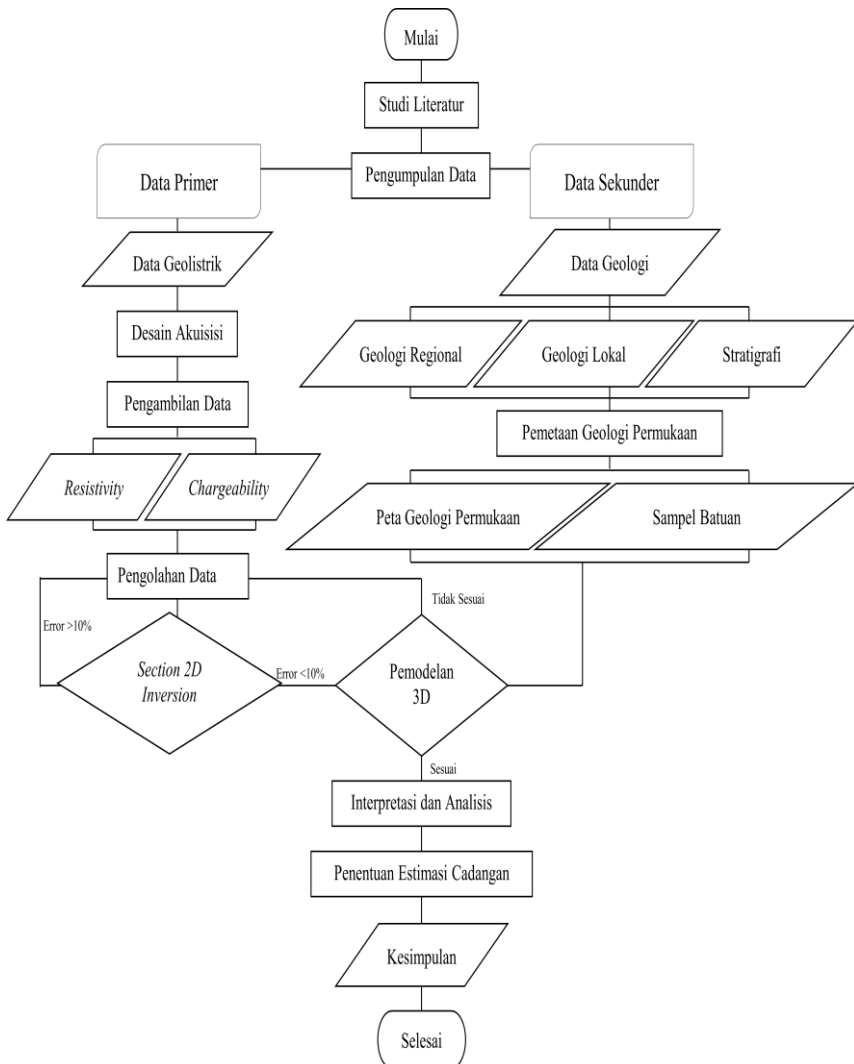 Mulai
Studi Literatur
Pengumpulan Data
Data Primer
Data Sekunder
Data Geolistrik
Data Geologi
Desain Akuisisi
Geologi Regional
Geologi Lokal
Stratigrafi
Pengambilan Data
Pemetaan Geologi Permukaan
Resistivity
Chargeability
Peta Geologi Permukaan
Sampel Batuan
Pengolahan Data
Tidak Sesuai
Error >10%
Section 2D
Inversion
Error <10%
Pemodelan
3D
Sesuai
Interpretasi dan Analisis
Penentuan Estimasi Cadangan
Kesimpulan
Selesai